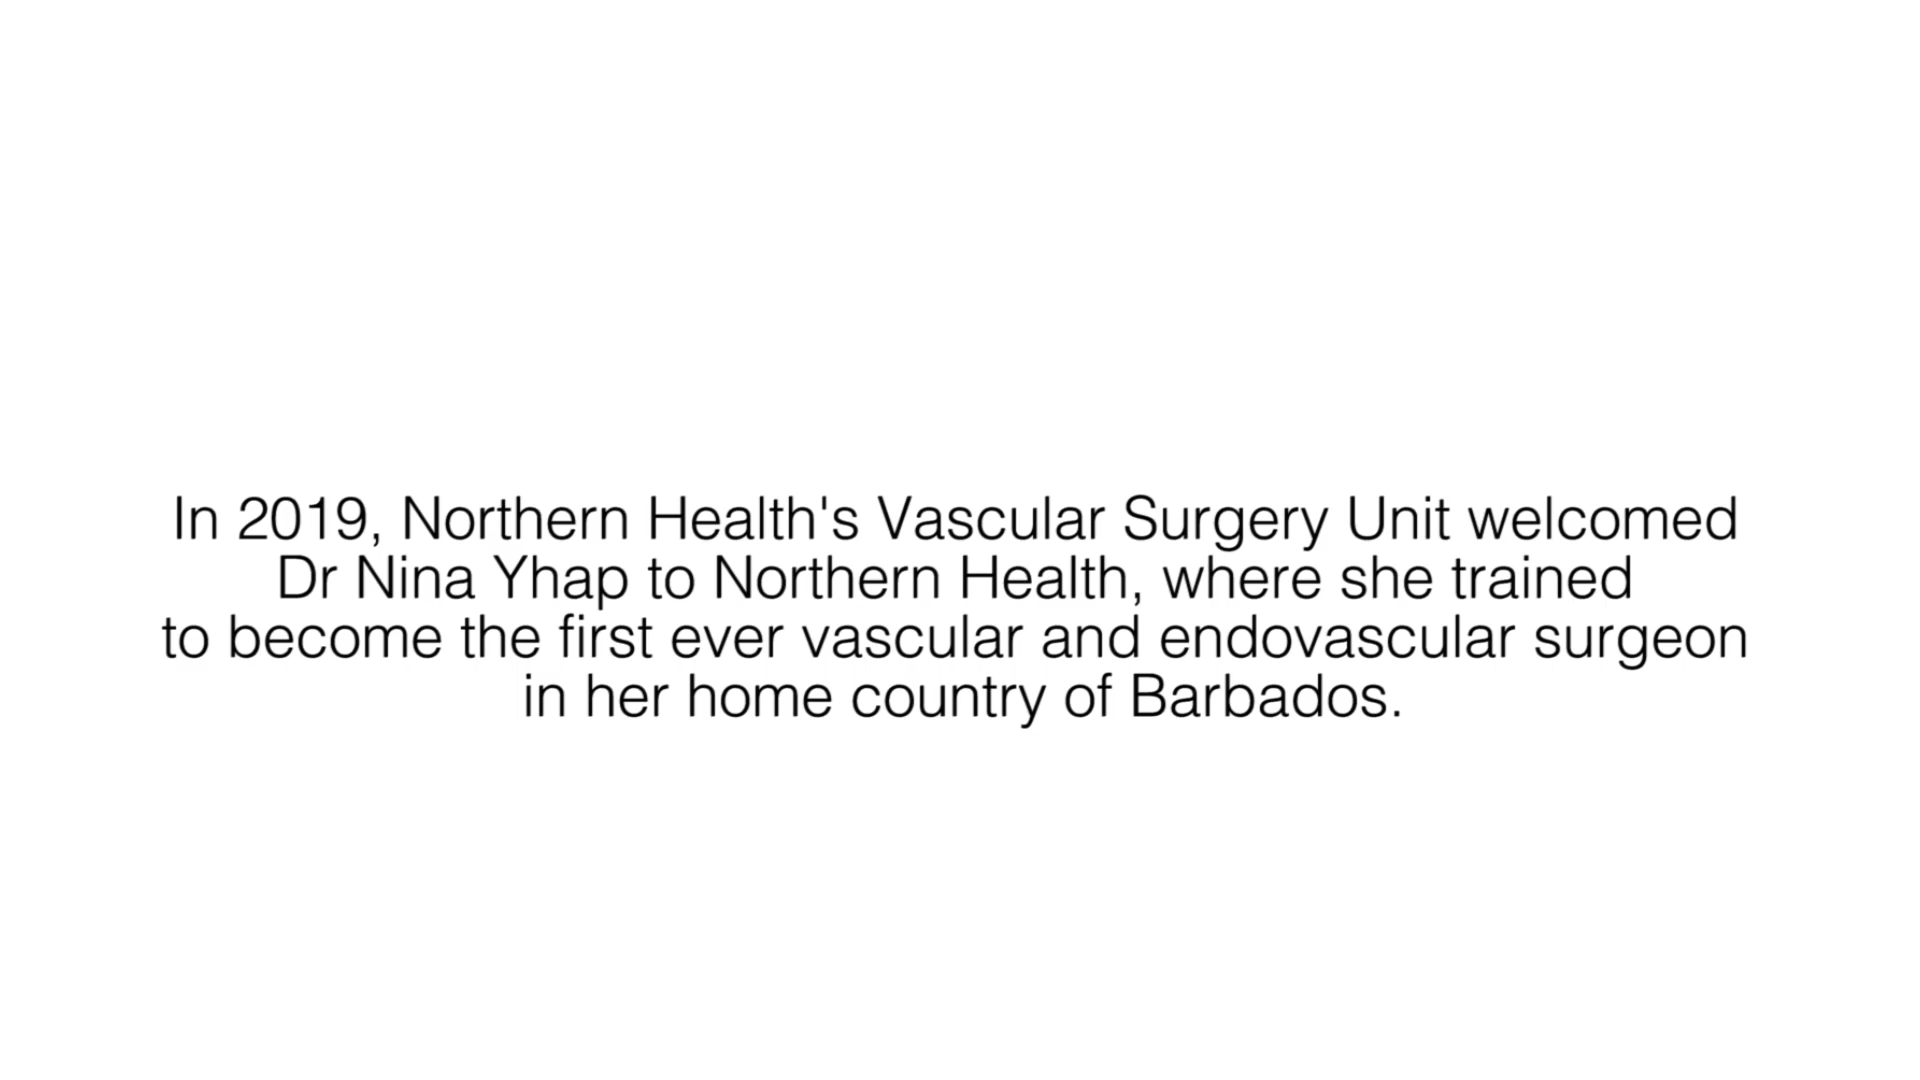 In 2019, Northern Health's Vascular Surgery Unit welcomed
Dr Nina Yhap to Northern Health, where she trained
to become the first ever vascular and endovascular surgeon
in her home country of Barbados.